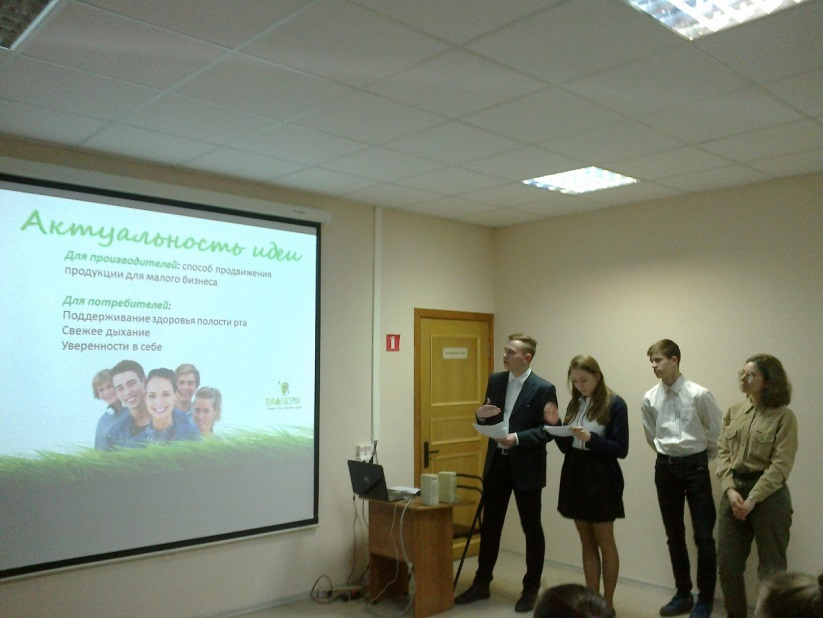 Актуальность идеи
Для производителей: способ продвижения
продукции для малого бизнеса
Для потребителей:
Поддерживание здоровья полости рта
Свежее дыхание
Уверенности в себе